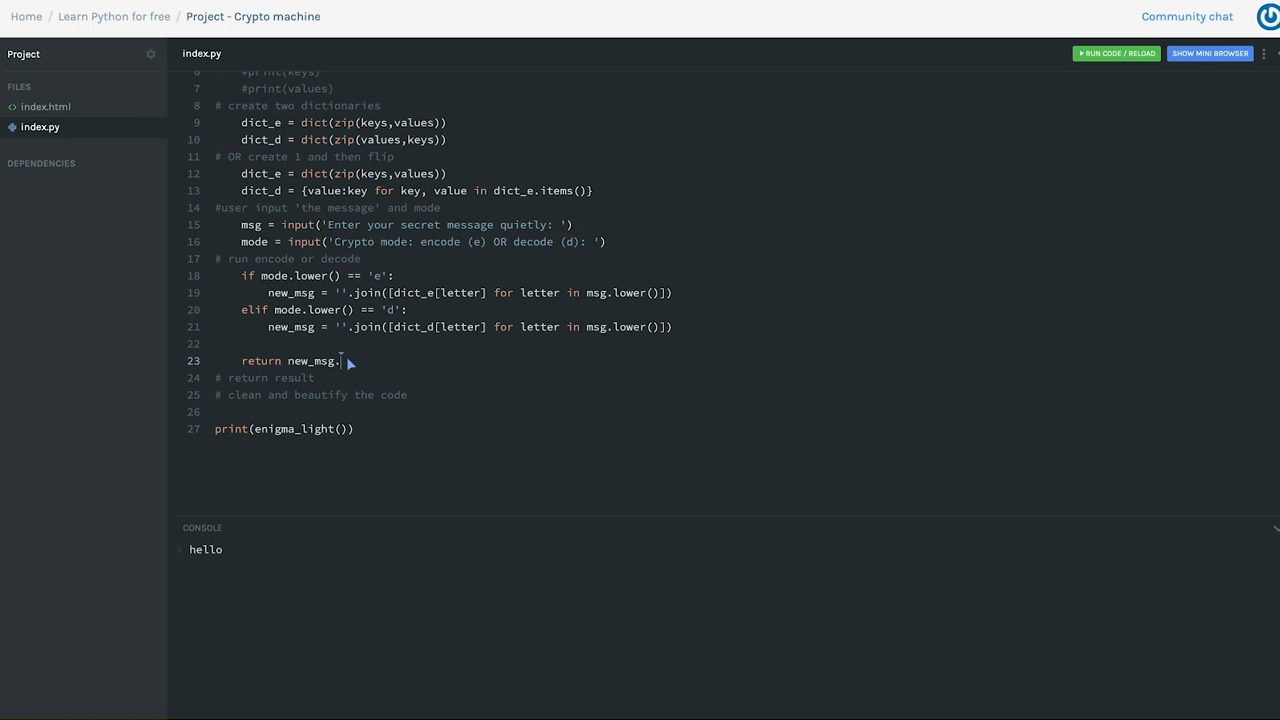 Home / Learn Python for free / Project - Crypto machine
Community chat
Project
index.py
RUN CODE / RELOAD
SHOW MINI BROWSER
FILES
index.html
index.py
DEPENDENCIES
6 #print(keys)
7 #print(values)
8 # create two dictionaries
9 dict_e = dict(zip(keys,values))
10 dict_d = dict(zip(values,keys))
11 # OR create 1 and then flip
12 dict_e = dict(zip(keys,values))
13 dict_d = {value:key for key, value in dict_e.items()}
14 #user input 'the message' and mode
15 msg = input('Enter your secret message quietly: ')
16 mode = input('Crypto mode: encode (e) OR decode (d): ')
17 # run encode or decode
18 if mode.lower() == 'e':
19 new_msg = ''.join([dict_e[letter] for letter in msg.lower()])
20 elif mode.lower() == 'd':
21 new_msg = ''.join([dict_d[letter] for letter in msg.lower()])
22
23 return new_msg.
24 # return result
25 # clean and beautify the code
26
27 print(enigma_light())
CONSOLE
> hello